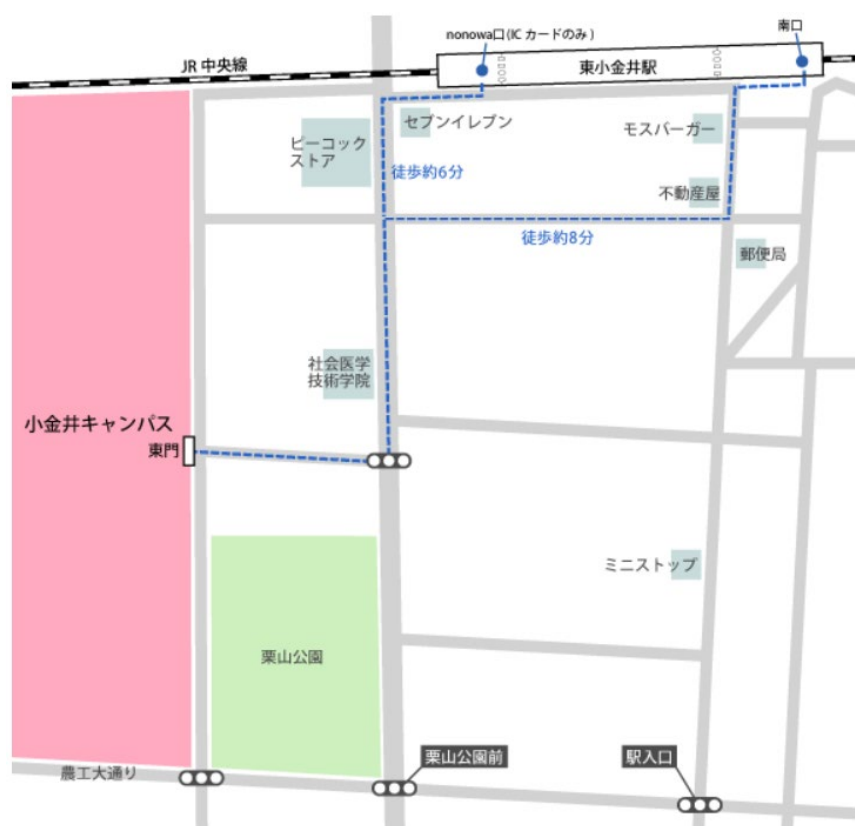 南口
nonowa口(IC カードのみ)
JR 中央線
東小金井駅
セブンイレブン
モスバーガー
ピーコック
ストア
徒歩約6分
不動産屋
徒歩約8分
郵便局
社会医学
技術学院
小金井キャンパス
東門
ミニストップ
栗山公園
栗山公園前
駅入口
農工大通り